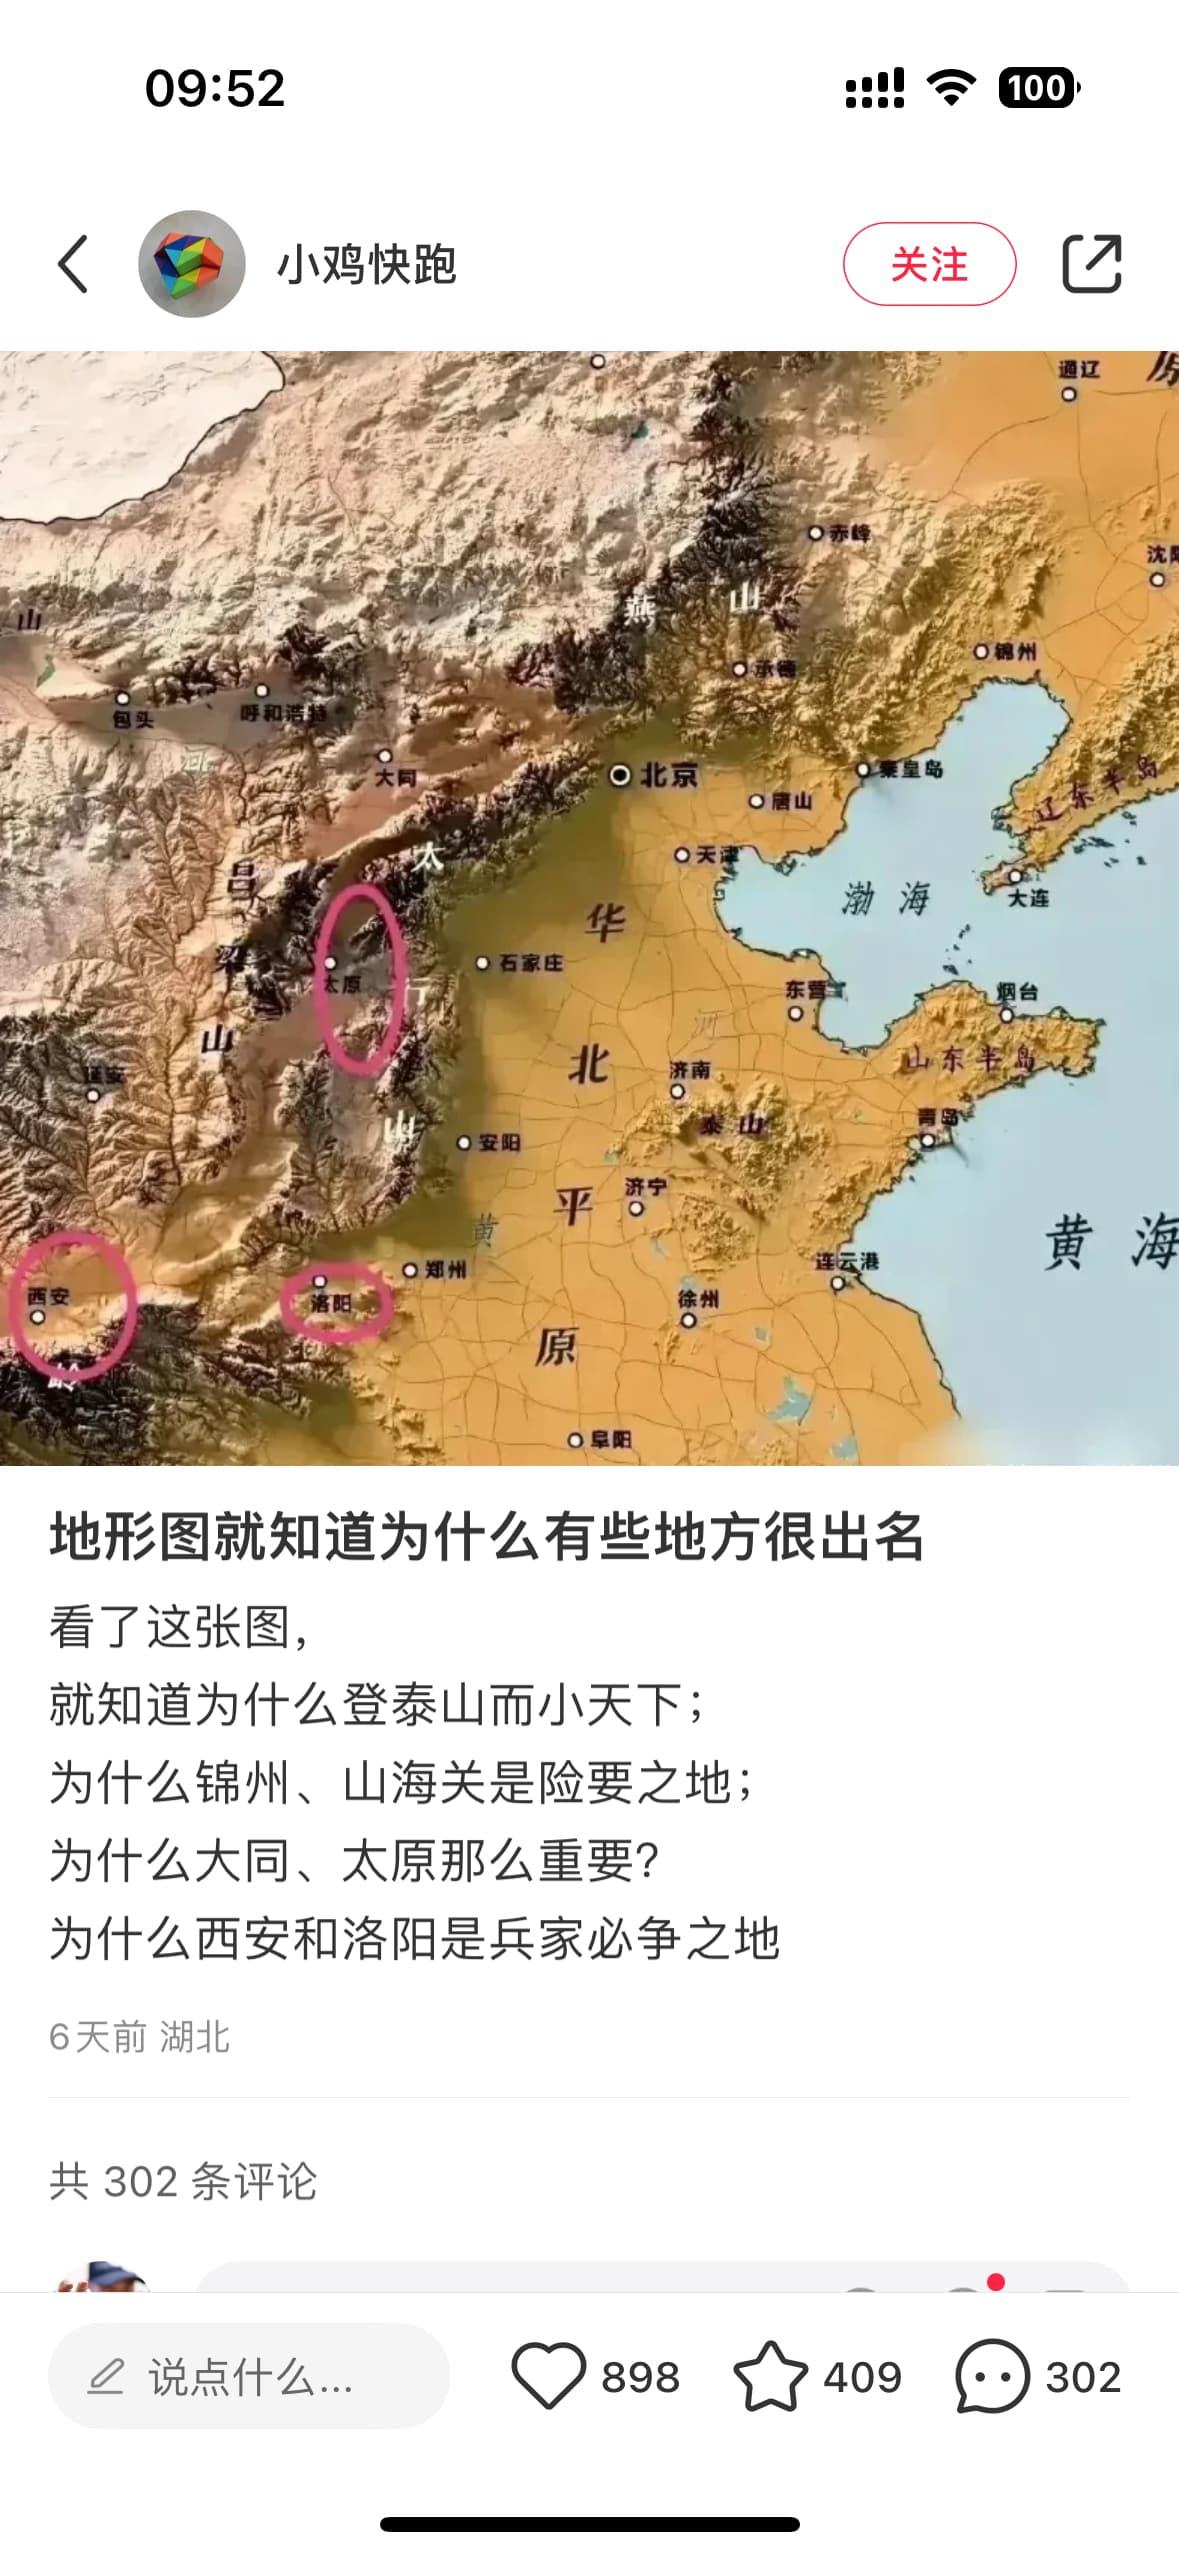 09:52
100
小鸡快跑
关注
通辽
原
赤峰
沈阳
燕 山
山
锦州
承德
包头
呼和浩特
大同
北京
秦皇岛
唐山
辽东半岛
天津
太
吕
渤 海
大连
华
梁
石家庄
太原
行
东营
烟台
河
山
北
济南
山东半岛
延安
泰山
青岛
山
安阳
平
济宁
黄
黄 海
连云港
郑州
西安
洛阳
徐州
原
岭
阜阳
地形图就知道为什么有些地方很出名
看了这张图，
就知道为什么登泰山而小天下；
为什么锦州、山海关是险要之地；
为什么大同、太原那么重要？
为什么西安和洛阳是兵家必争之地
6天前 湖北
共 302 条评论
说点什么...
898
409
302